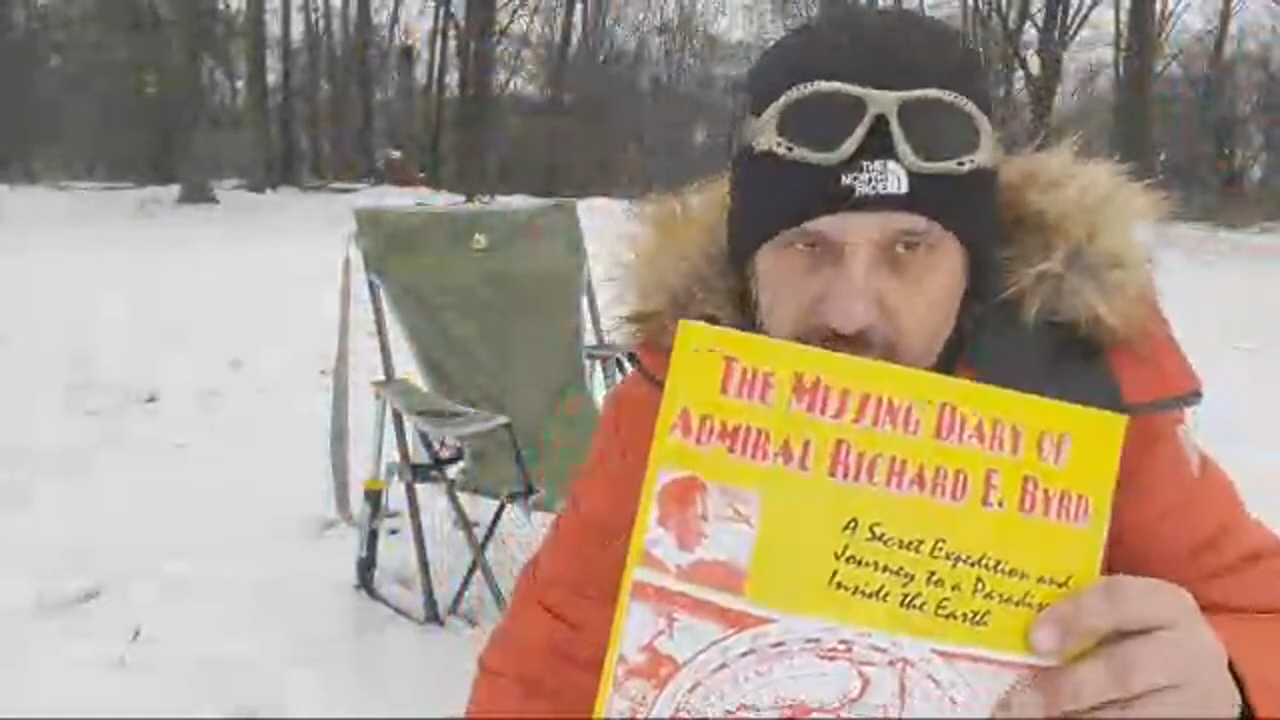 THE
NORTH
FACE
THE MISSING DIARY OF
ADMIRAL RICHARD E. BYRD
A Secret Expedition and
Journey to a Paradise
Inside the Earth